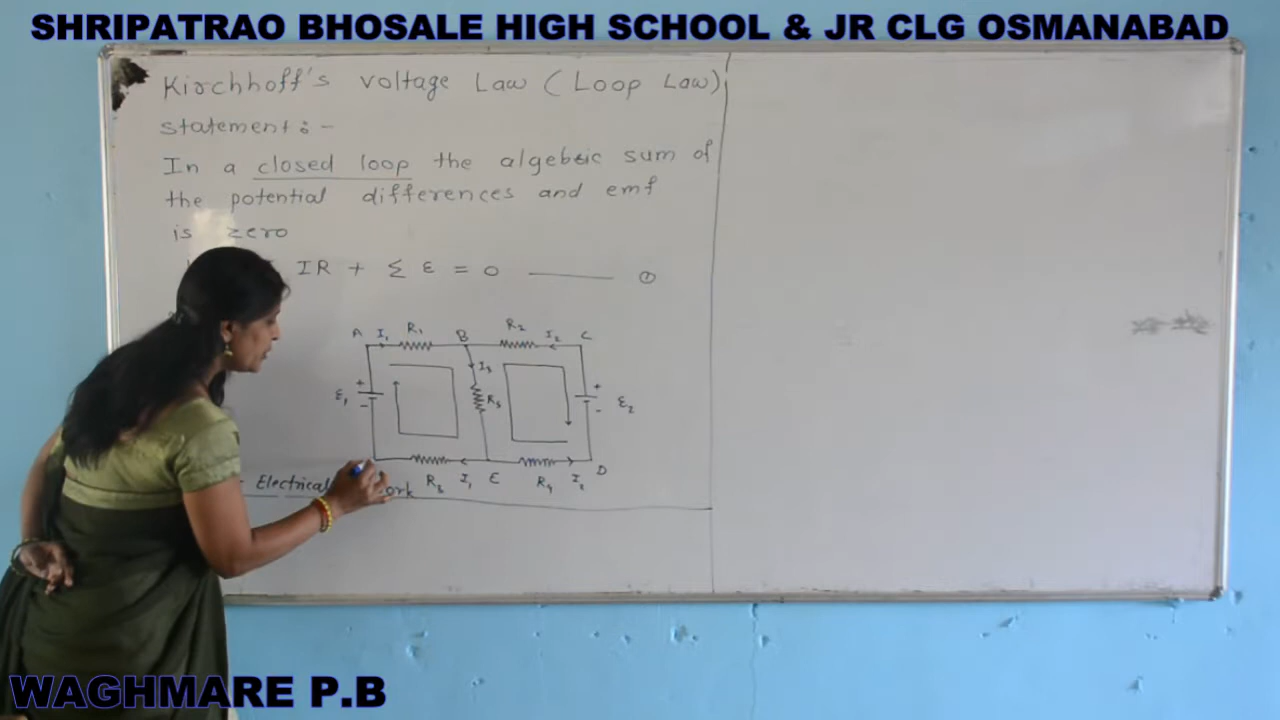 SHRIPATRAO BHOSALE HIGH SCHOOL & JR CLG OSMANABAD
Kirchhoff's Voltage Law (Loop Law)
statement:-
In a closed loop the algebric sum of
the potential differences and emf
is zero
IR + Σ ε = 0 ——— ①
A I₁ R₁ B R₂ I₂ C
I₃
+ +
ε₁ R₅ ε₂
- -
R₃ I₁ E R₄ I₂ D
Electrical
WAGHMARE P.B